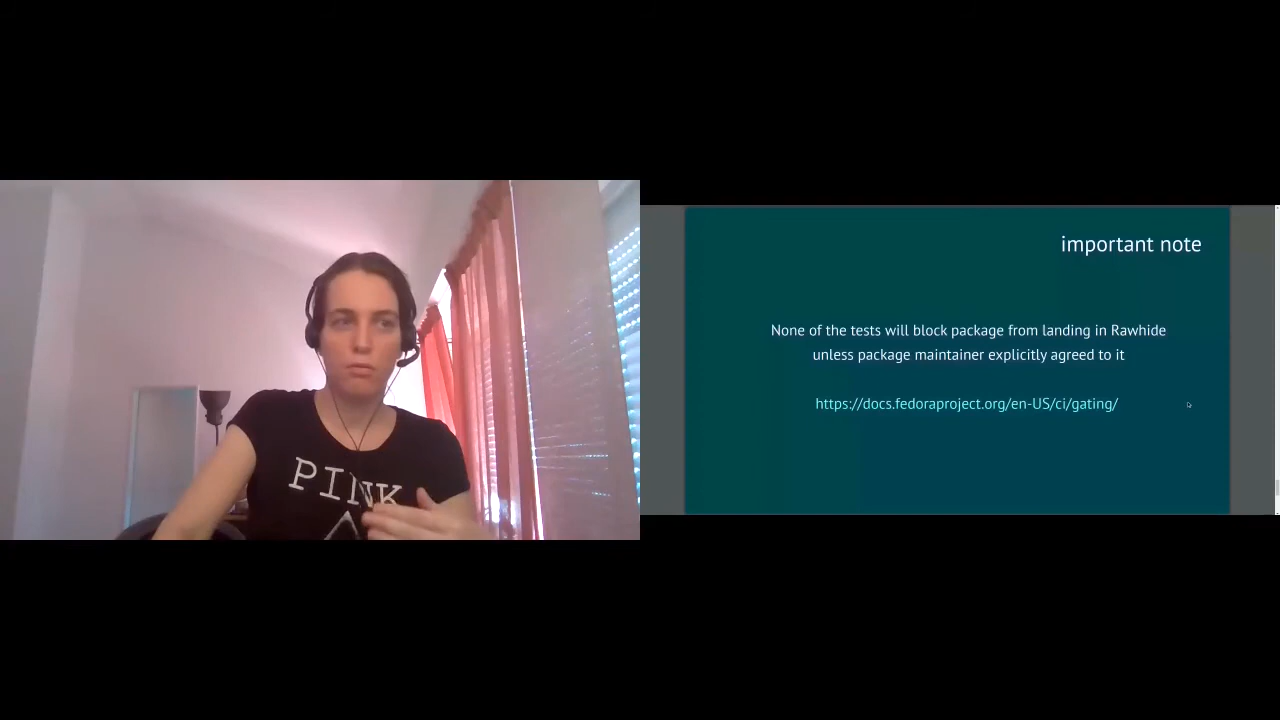 PINK
important note
None of the tests will block package from landing in Rawhide
unless package maintainer explicitly agreed to it
https://docs.fedoraproject.org/en-US/ci/gating/